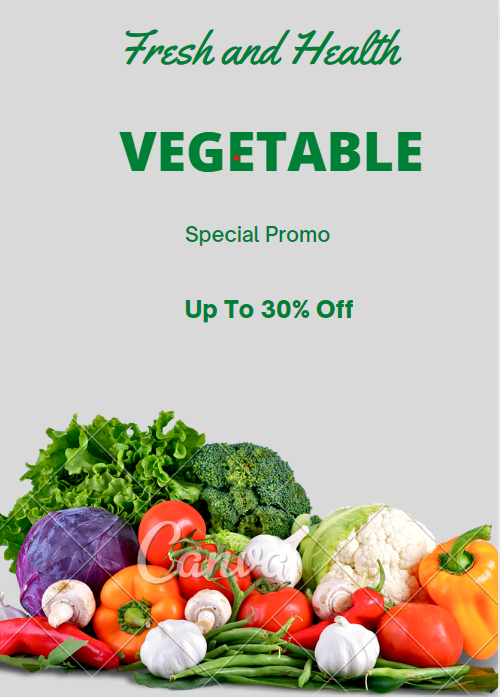 Fresh and Health
VEGETABLE
Special Promo
Up To 30% Off
Canva